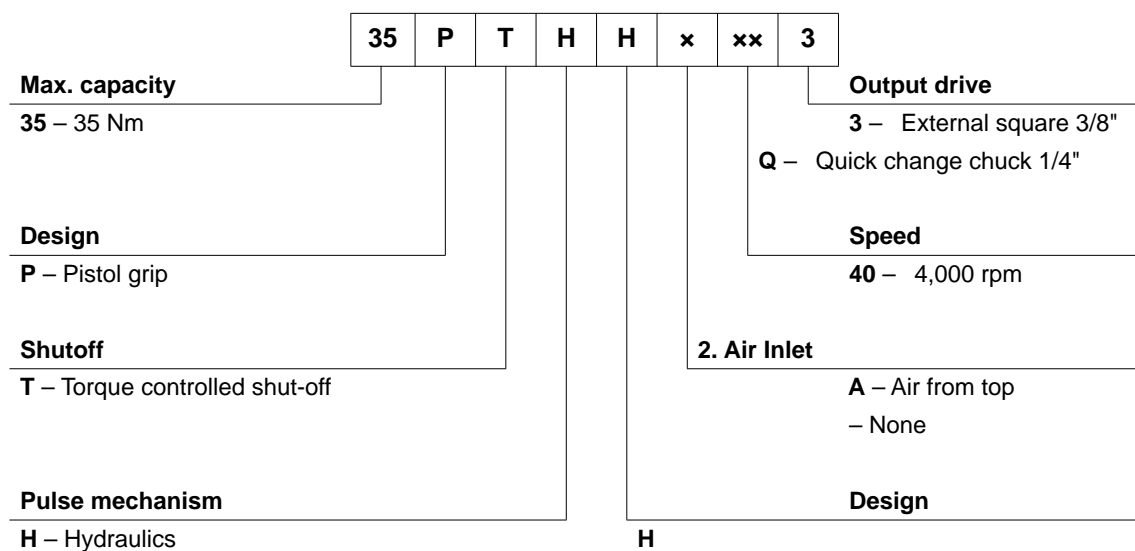 35 P T H H × ×× 3
Max. capacity
35 – 35 Nm
Output drive
3 – External square 3/8"
Q – Quick change chuck 1/4"
Design
P – Pistol grip
Speed
40 – 4,000 rpm
Shutoff
T – Torque controlled shut-off
2. Air Inlet
A – Air from top
– None
Pulse mechanism
H – Hydraulics
Design
H